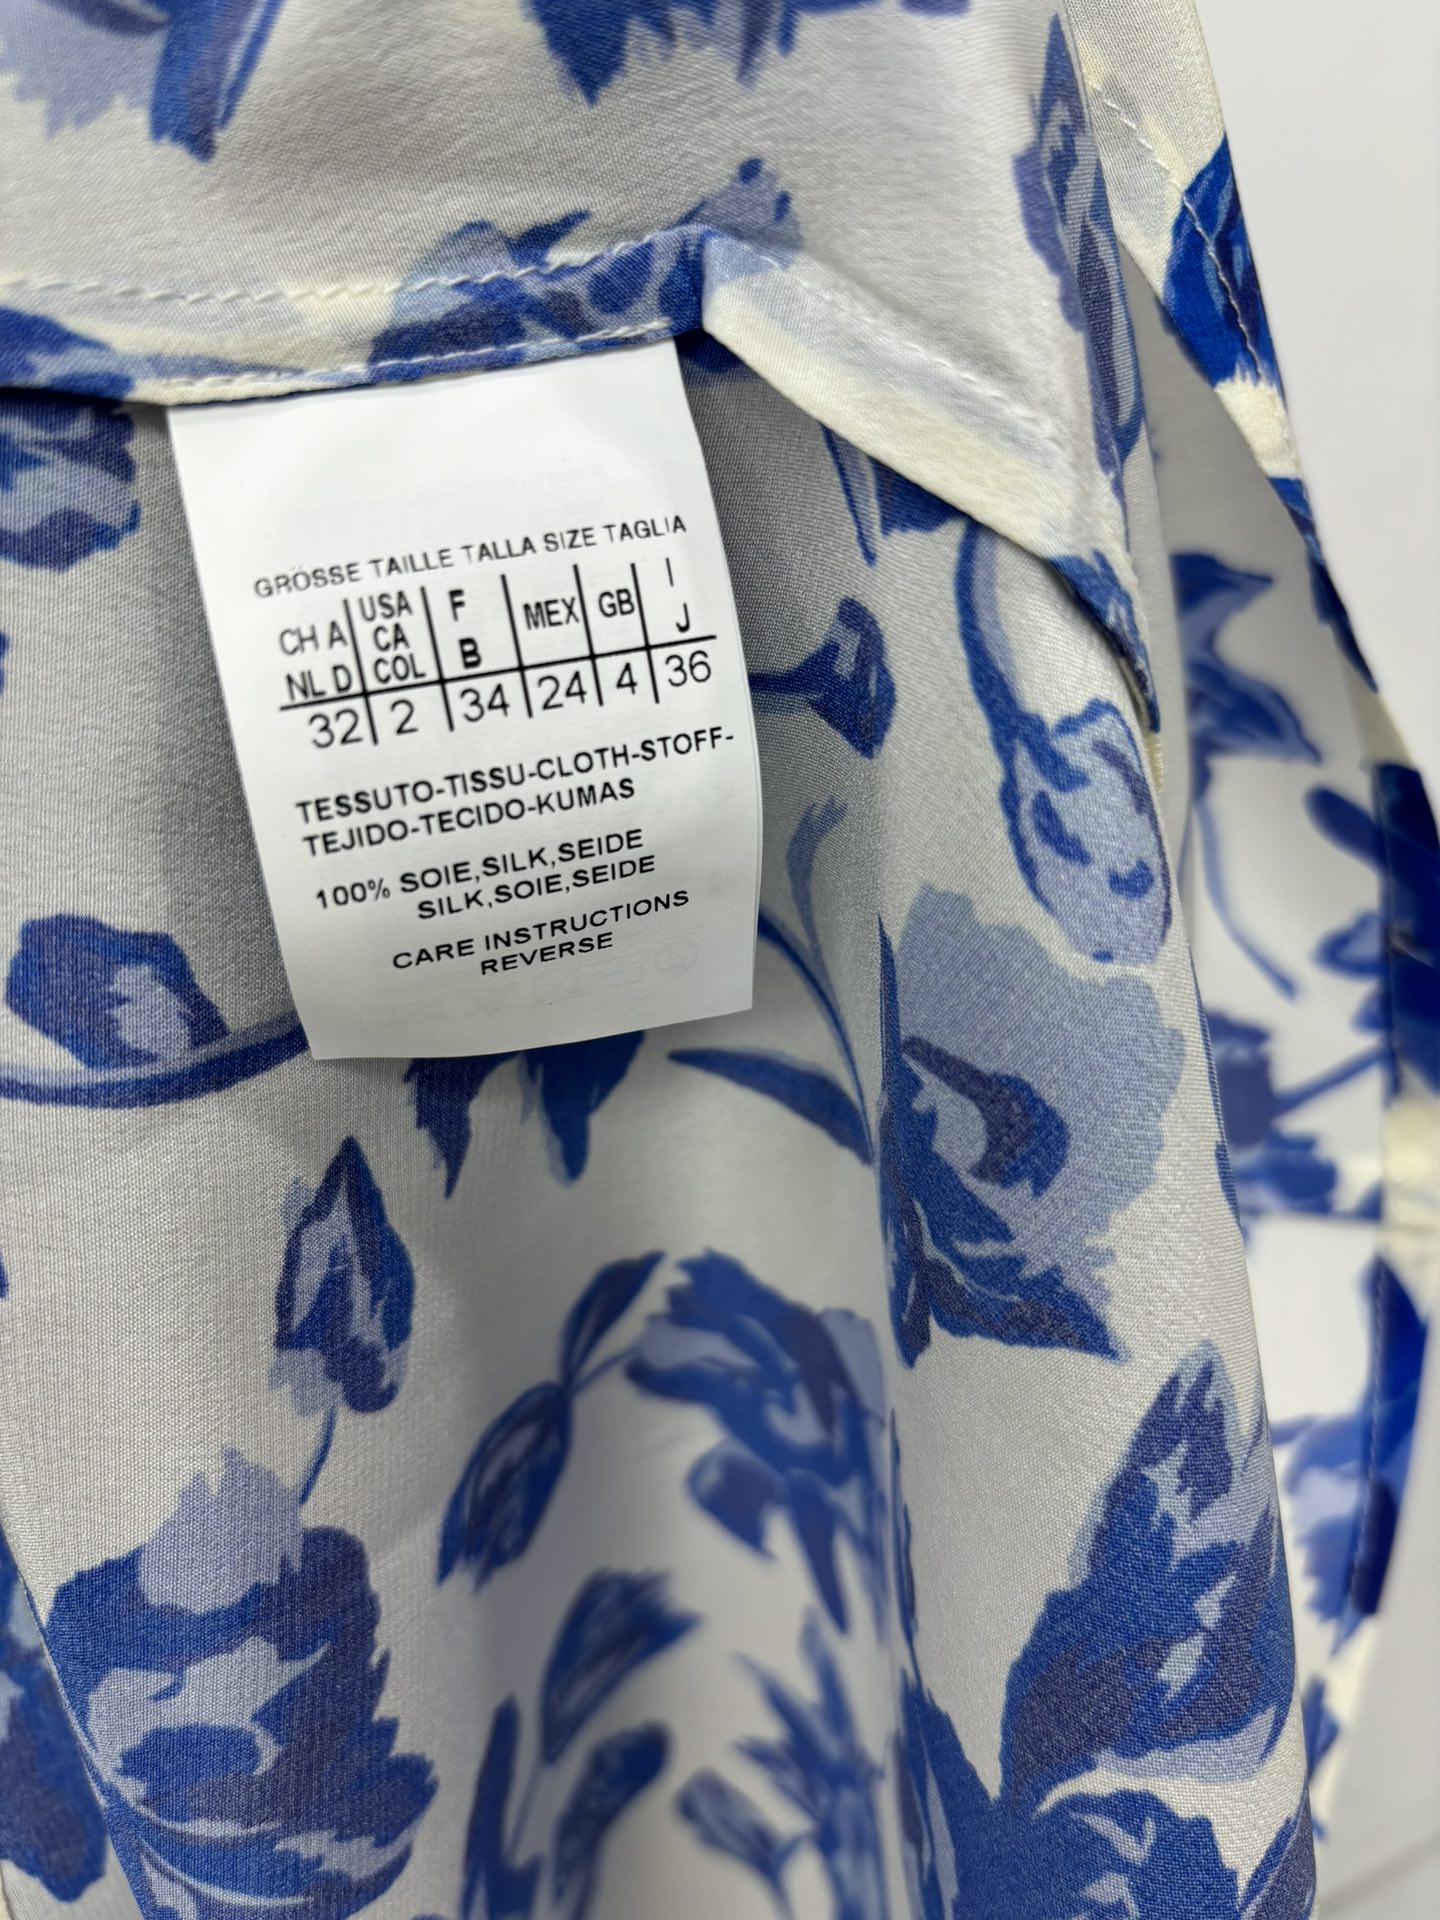 GRÖSSE TAILLE TALLA SIZE TAGLIA
CH A USA F MEX GB I
NL D CA B J
COL
32 2 34 24 4 36
TESSUTO-TISSU-CLOTH-STOFF-
TEJIDO-TECIDO-KUMAS
100% SOIE,SILK,SEIDE
SILK,SOIE,SEIDE
CARE INSTRUCTIONS
REVERSE